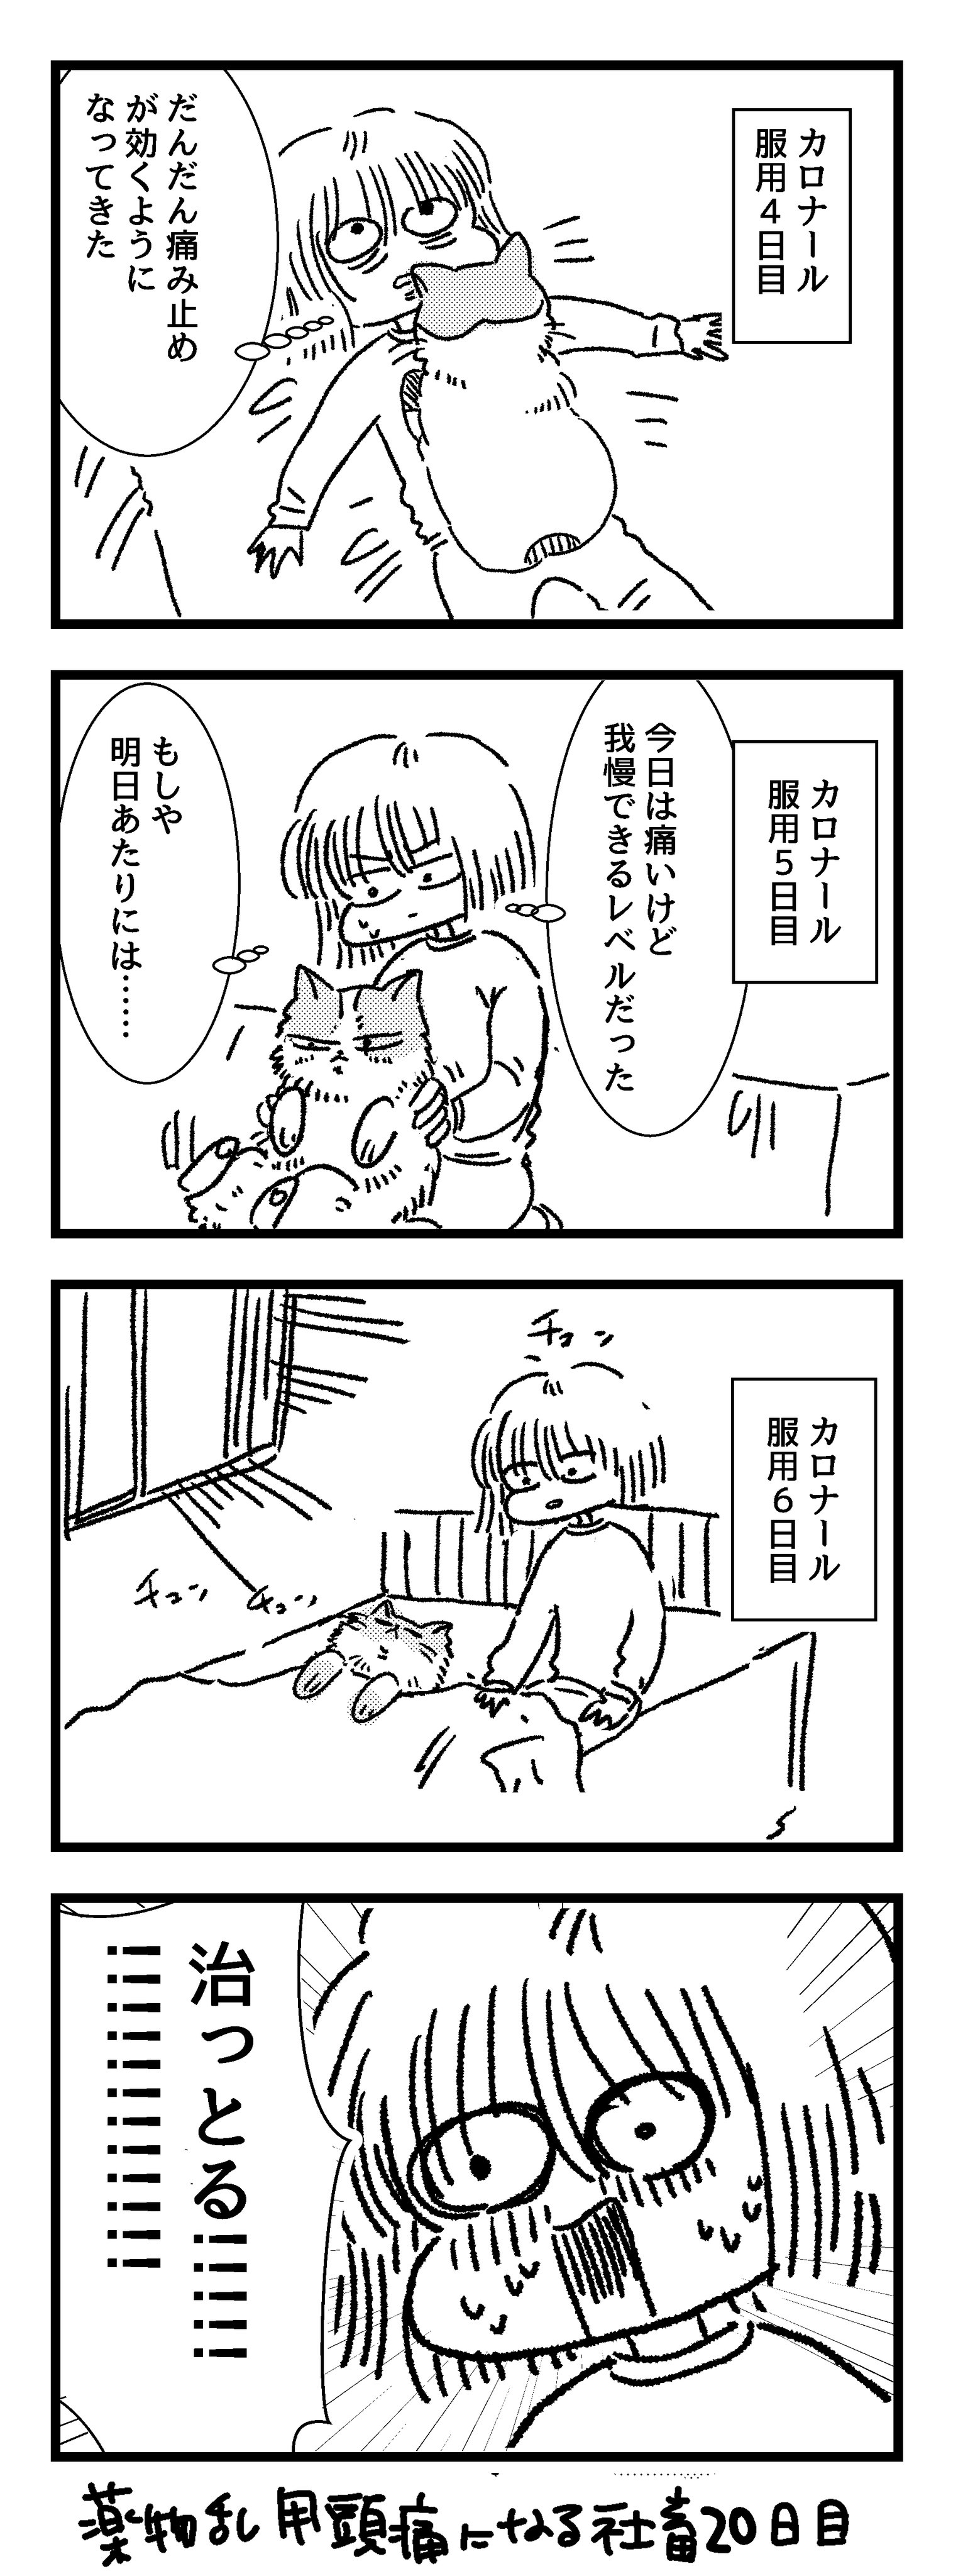 カロナール
服用４日目
だんだん痛み止め
が効くように
なってきた
カロナール
服用５日目
今日は痛いけど
我慢できるレベルだった
もしや
明日あたりには……
カロナール
服用６日目
チュン
チュン
チュン
治っとる!!!!!!!!!!
!!!!!!!!!!!!!!!!!!!!!!!!
薬物乱用頭痛になる社畜20日目